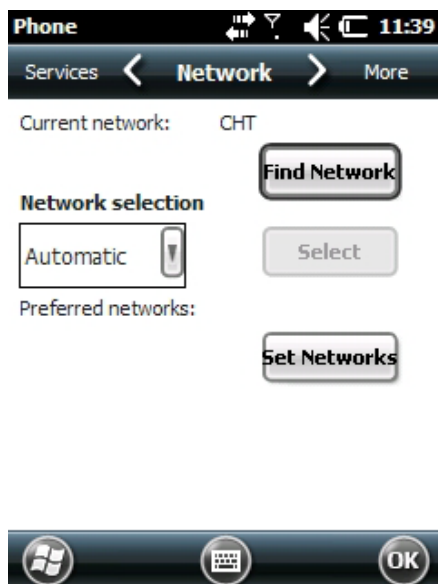 Phone 11:39
Services Network More
Current network: CHT
Find Network
Network selection
Automatic
Select
Preferred networks:
Set Networks
OK